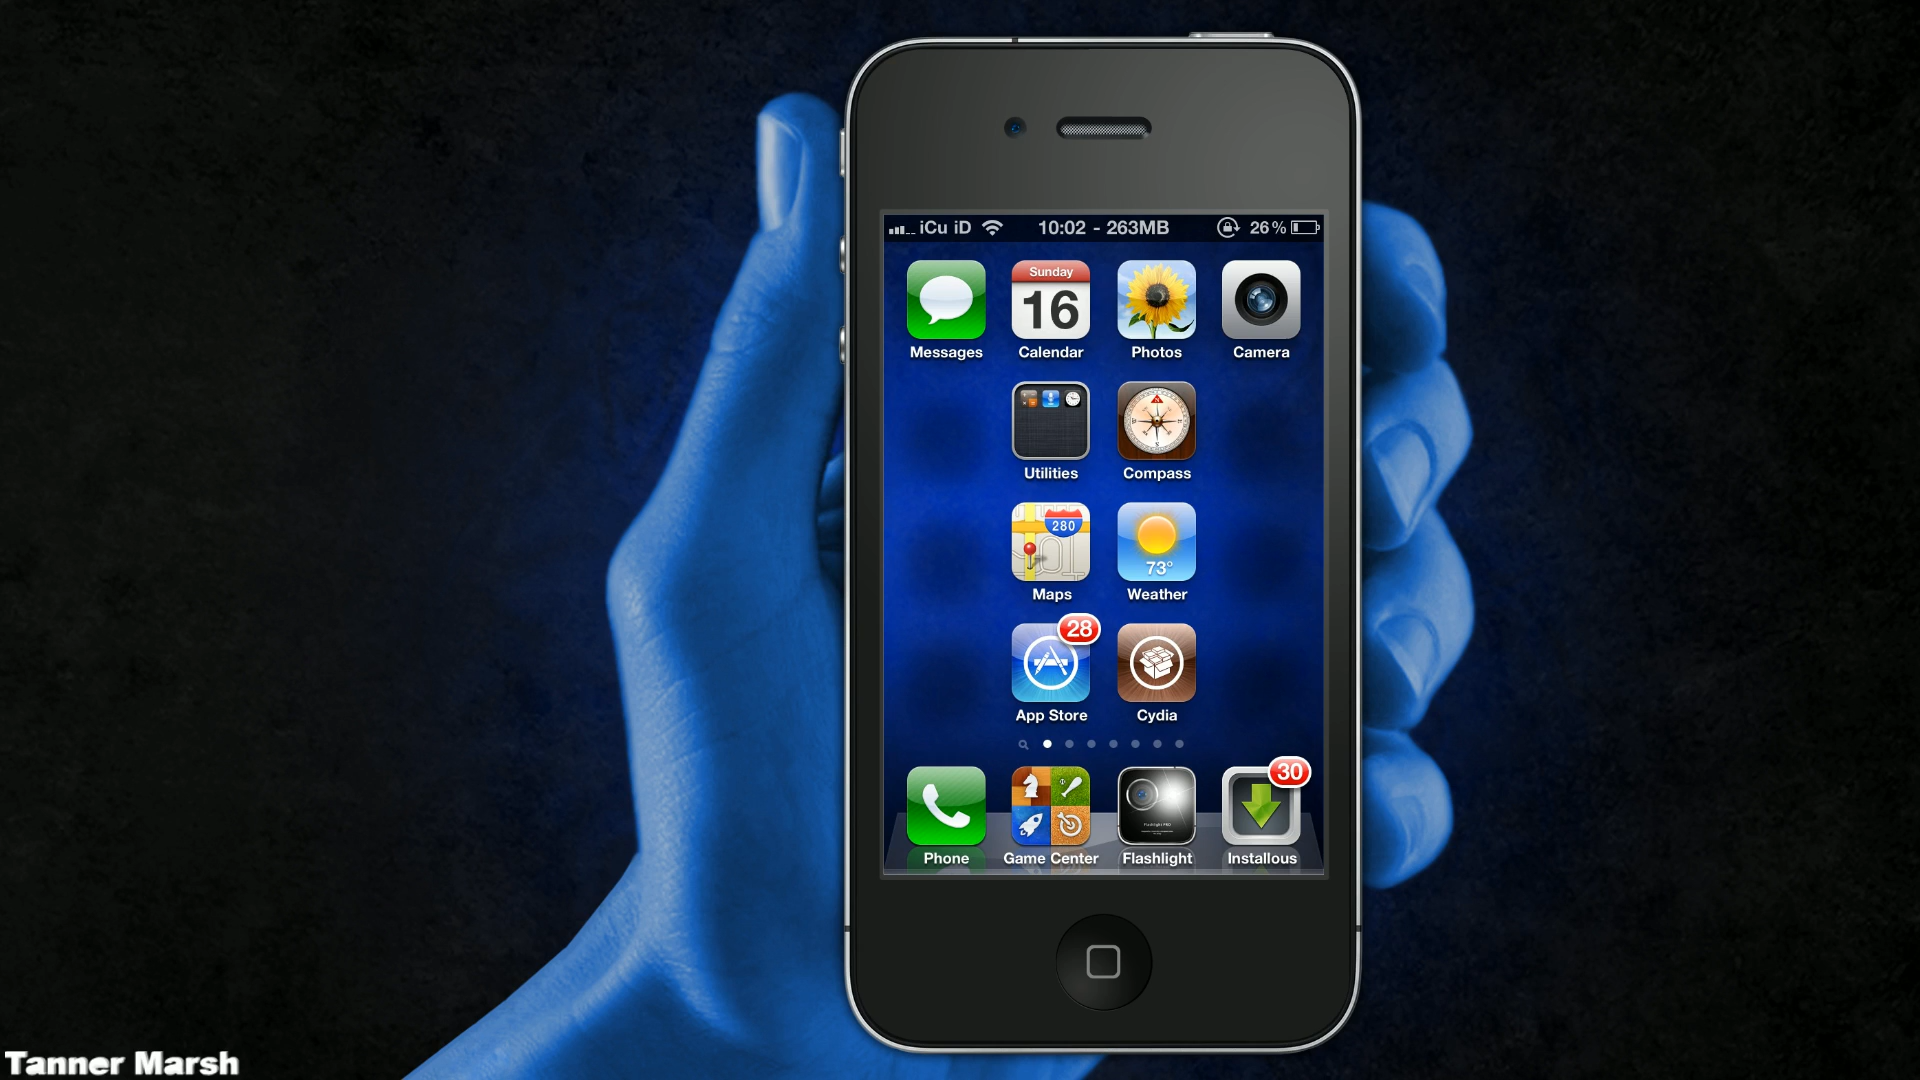 iCu iD 10:02 - 263MB 26%
Sunday
16
Messages Calendar Photos Camera
Utilities Compass
280
73°
Maps Weather
28
App Store Cydia
30
Phone Game Center Flashlight Installous
Tanner Marsh